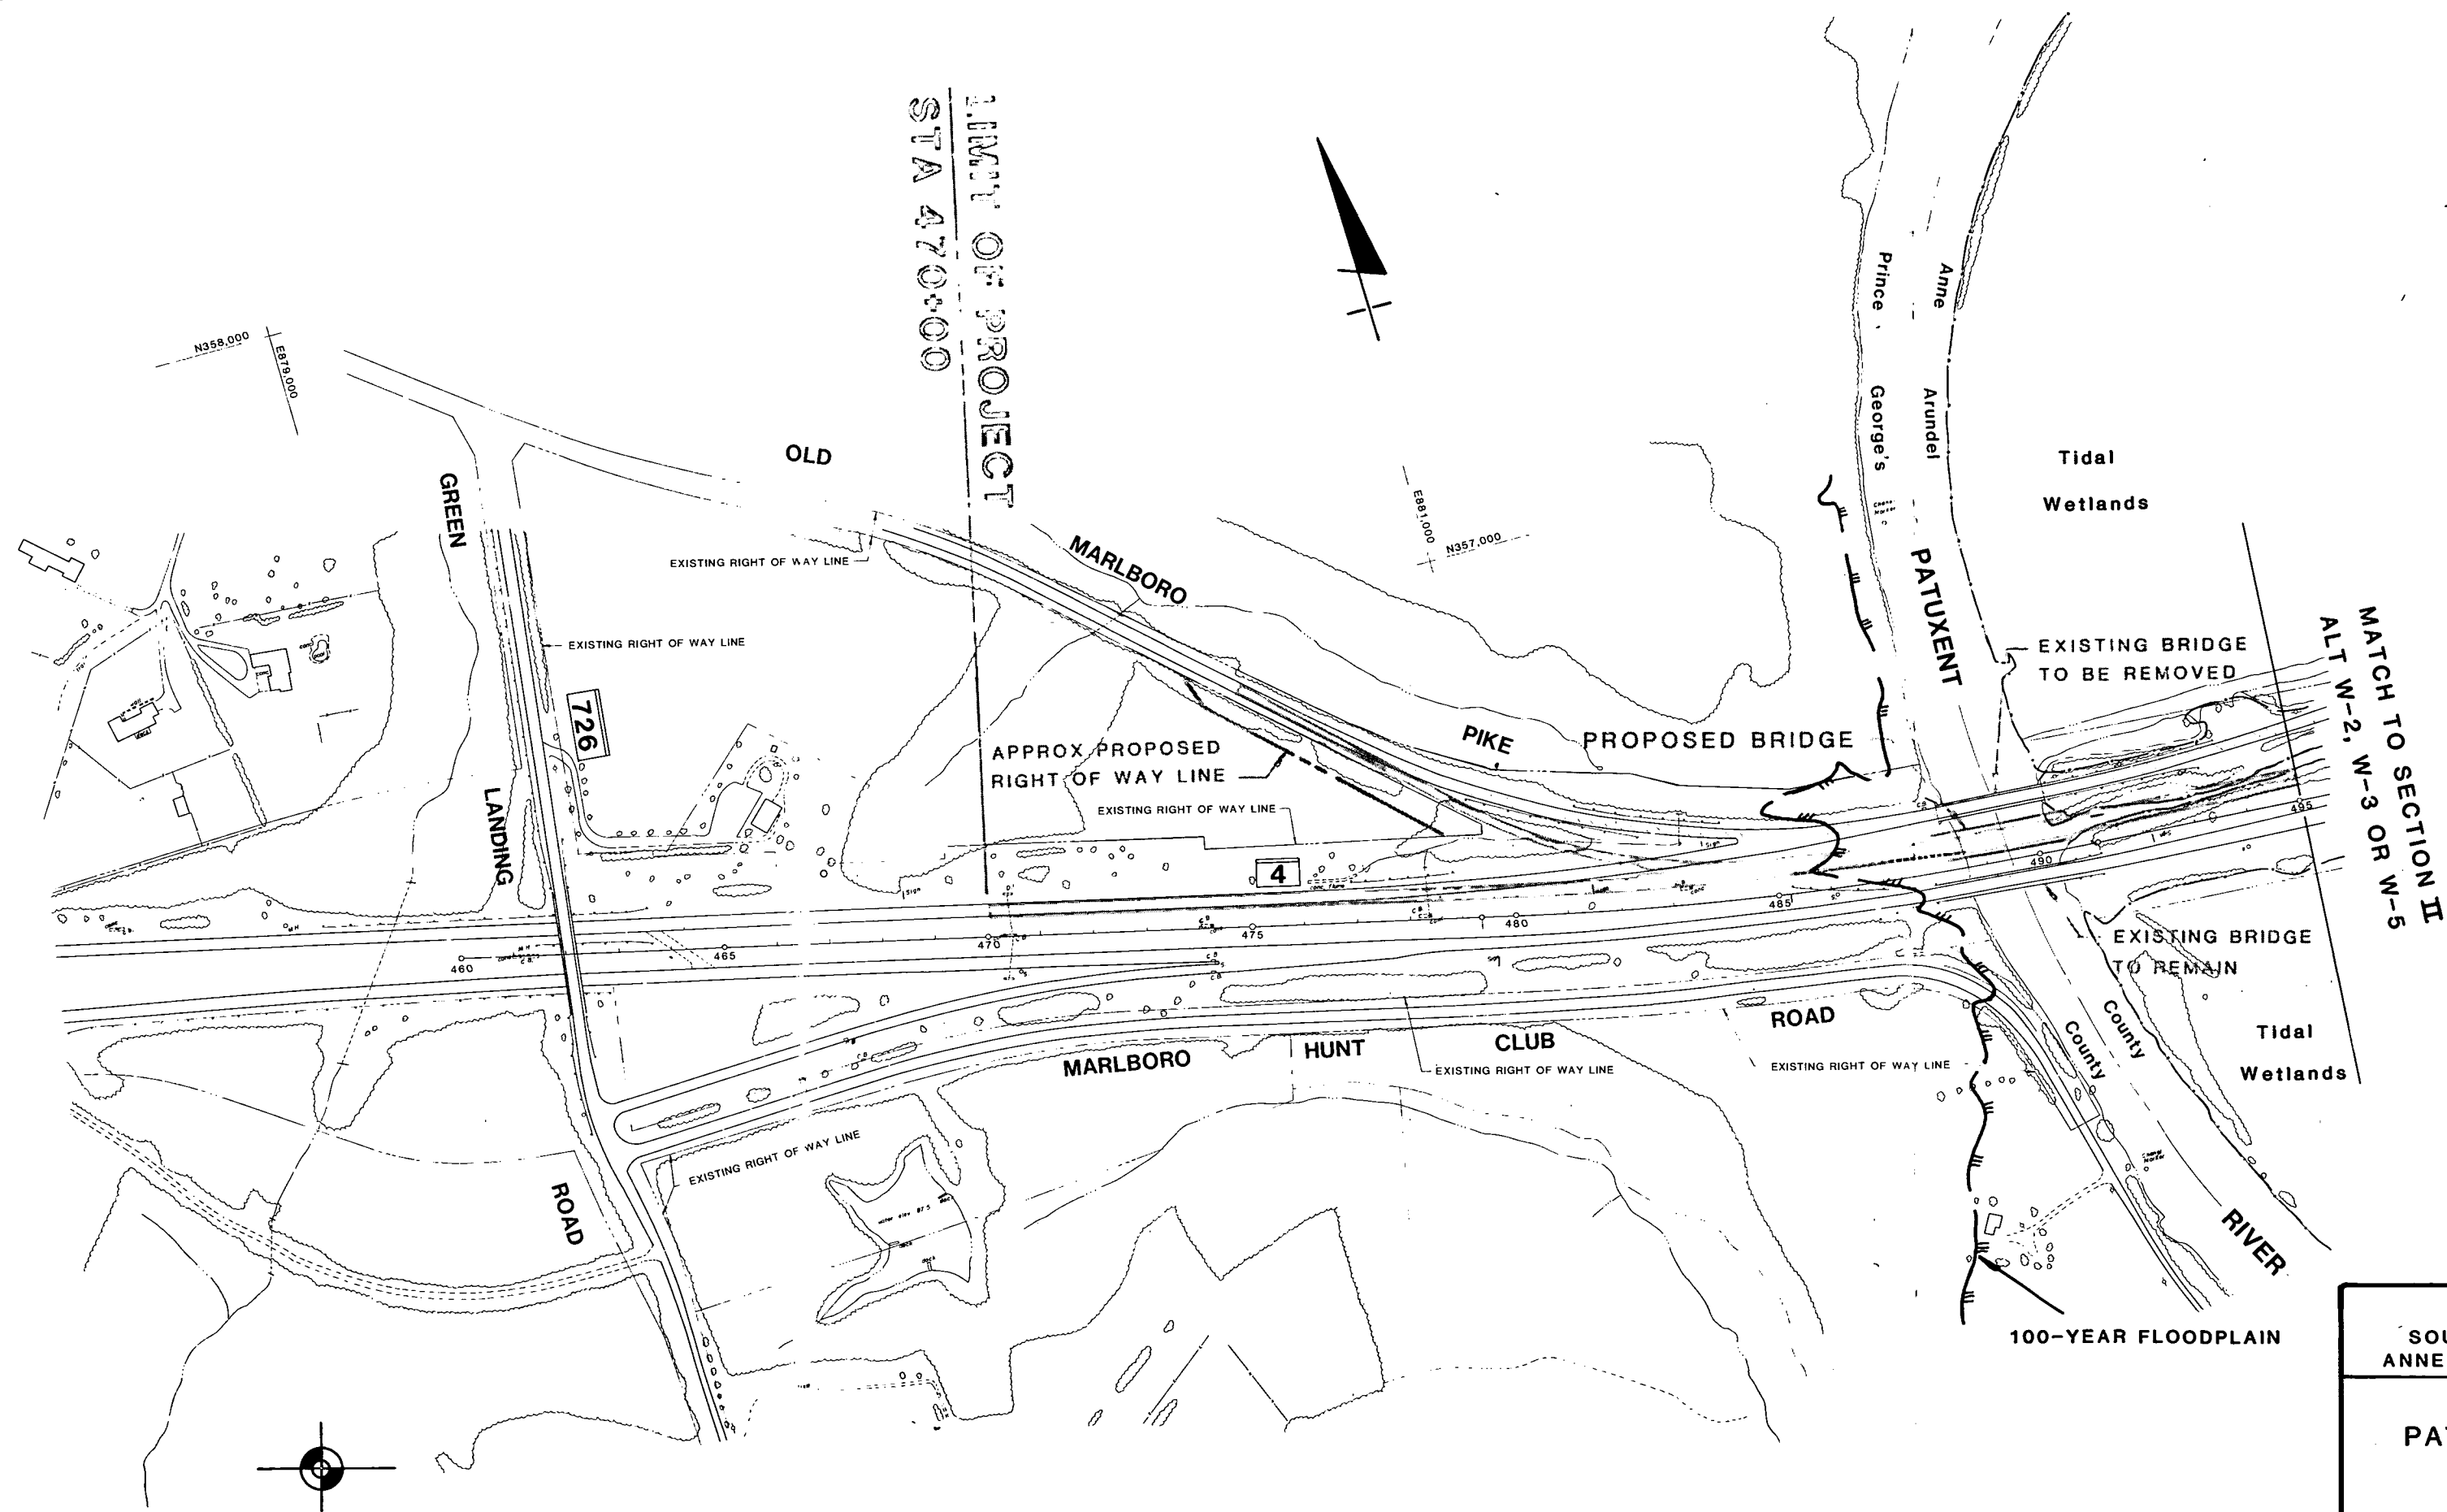 LIMIT OF PROJECT
STA 470+00
N358,000
E879,000
OLD
MARLBORO
PIKE
GREEN
LANDING
ROAD
726
EXISTING RIGHT OF WAY LINE
EXISTING RIGHT OF WAY LINE
E881,000
N357,000
Prince
George's
Anne
Arundel
PATUXENT
Tidal
Wetlands
EXISTING BRIDGE
TO BE REMOVED
MATCH TO SECTION II
ALT W-2, W-3 OR W-5
PROPOSED BRIDGE
APPROX PROPOSED
RIGHT OF WAY LINE
EXISTING RIGHT OF WAY LINE
4
460
465
470
475
480
485
490
495
EXISTING BRIDGE
TO REMAIN
MARLBORO
HUNT
CLUB
ROAD
EXISTING RIGHT OF WAY LINE
EXISTING RIGHT OF WAY LINE
EXISTING RIGHT OF WAY LINE
County
County
Tidal
Wetlands
RIVER
100-YEAR FLOODPLAIN
SOU
ANNE
PA